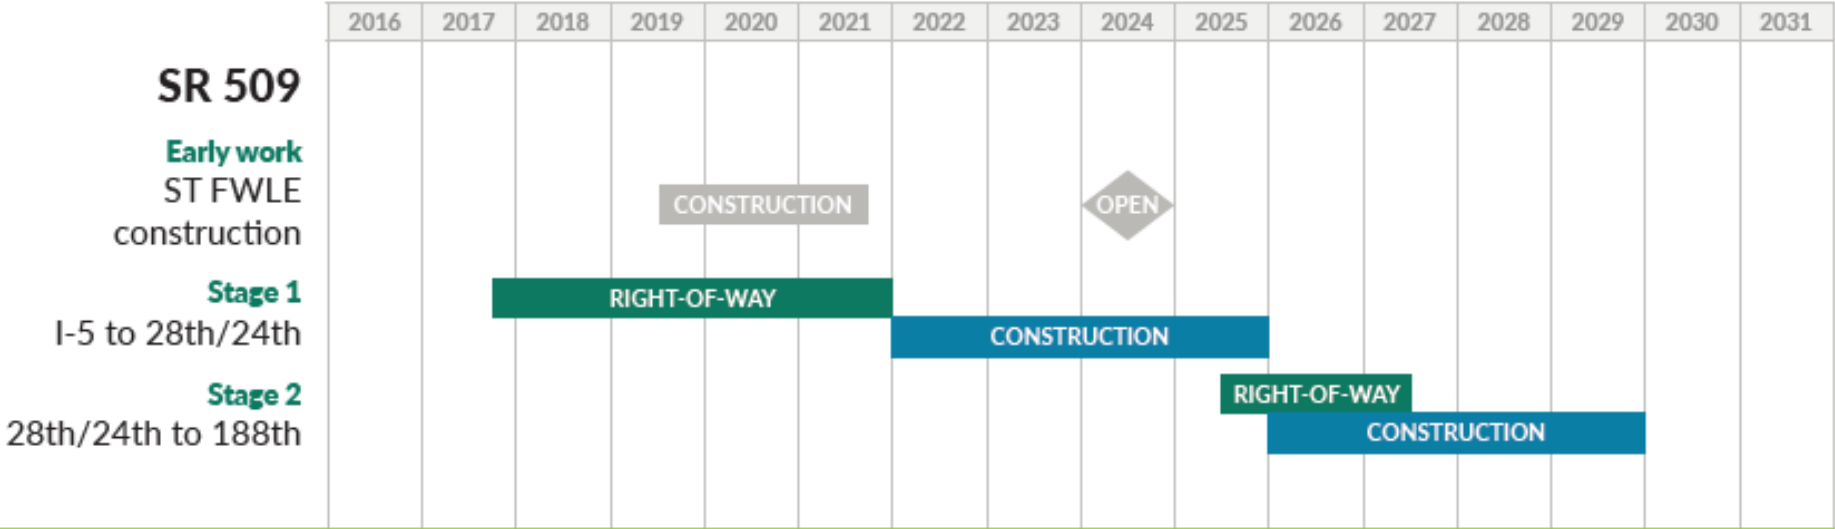 2016 2017 2018 2019 2020 2021 2022 2023 2024 2025 2026 2027 2028 2029 2030 2031
SR 509
Early work
ST FWLE
construction
CONSTRUCTION OPEN
Stage 1
I-5 to 28th/24th
RIGHT-OF-WAY
CONSTRUCTION
Stage 2
28th/24th to 188th
RIGHT-OF-WAY
CONSTRUCTION